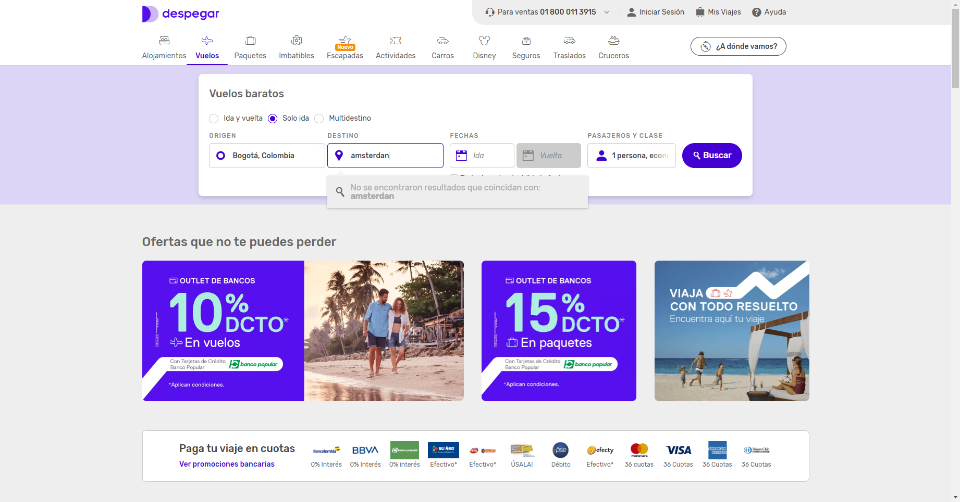 despegar
Para ventas 01 800 011 3915
Iniciar Sesión
Mis Viajes
Ayuda
Alojamientos
Vuelos
Paquetes
Imbatibles
Nuevo
Escapadas
Actividades
Carros
Disney
Seguros
Traslados
Cruceros
¿A dónde vamos?
Vuelos baratos
Ida y vuelta
Solo ida
Multidestino
ORIGEN
DESTINO
FECHAS
PASAJEROS Y CLASE
Bogotá, Colombia
amsterdan
Ida
Vuelta
1 persona, econ
Buscar
No se encontraron resultados que coincidan con:
amsterdan
Ofertas que no te puedes perder
OUTLET DE BANCOS
10%
DCTO*
En vuelos
Con Tarjetas de Crédito
Banco Popular
banco popular
*Aplican condiciones.
OUTLET DE BANCOS
15%
DCTO*
En paquetes
Con Tarjetas de Crédito
Banco Popular
banco popular
*Aplican condiciones.
VIAJA
CON TODO RESUELTO
Encuentra aquí tu viaje
Paga tu viaje en cuotas
Ver promociones bancarias
Bancolombia
0% Interés
BBVA
0% Interés
0% interés
Efectivo*
Efectivo*
ÚSALA!
Débito
efecty
Efectivo*
36 cuotas
VISA
36 Cuotas
36 Cuotas
36 Cuotas